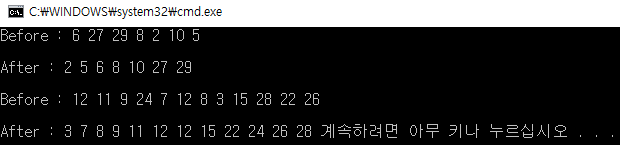 C:\WINDOWS\system32\cmd.exe
Before : 6 27 29 8 2 10 5
After : 2 5 6 8 10 27 29
Before : 12 11 9 24 7 12 8 3 15 28 22 26
After : 3 7 8 9 11 12 12 15 22 24 26 28 계속하려면 아무 키나 누르십시오 . . .